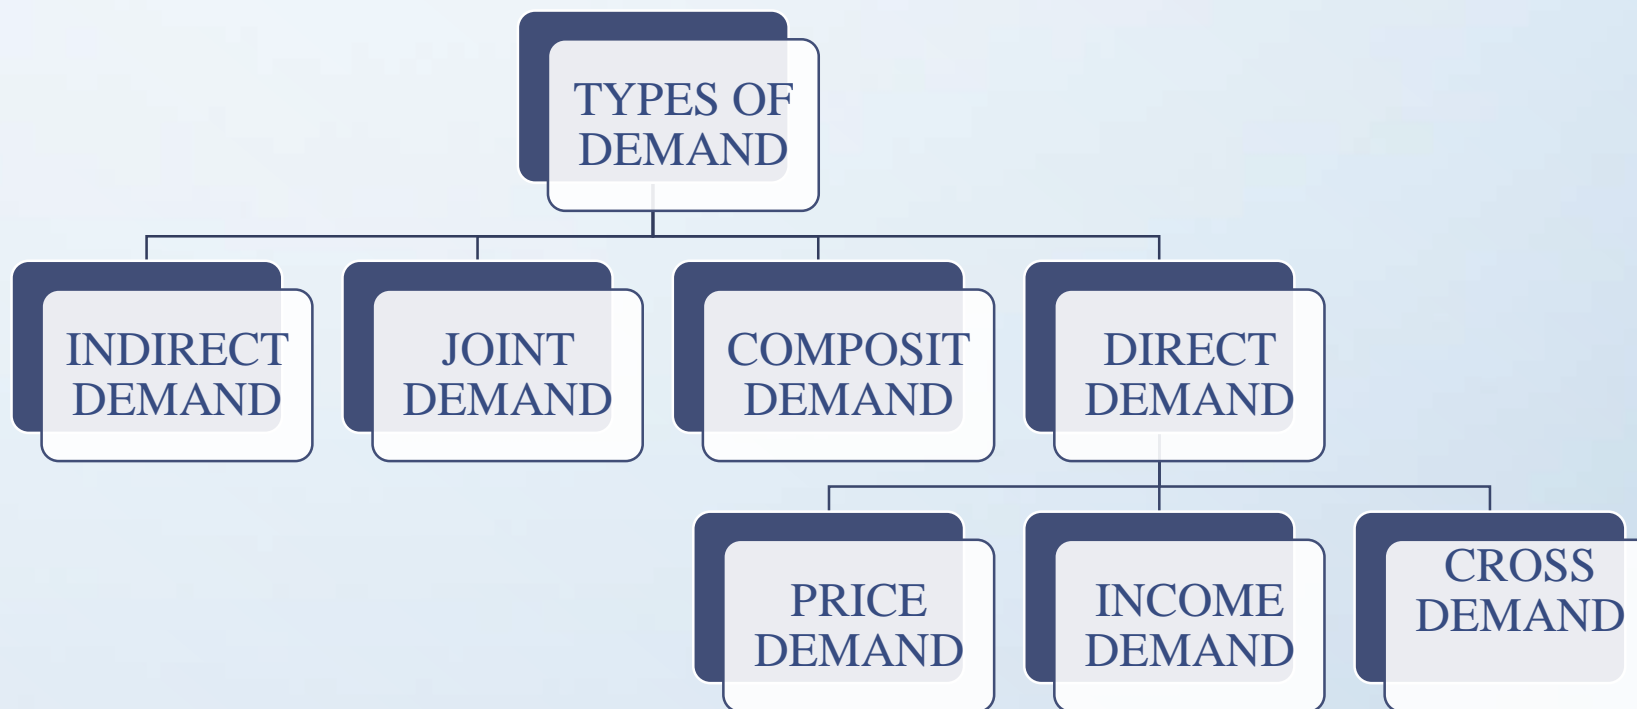 TYPES OF
DEMAND
INDIRECT
DEMAND
JOINT
DEMAND
COMPOSIT
DEMAND
DIRECT
DEMAND
PRICE
DEMAND
INCOME
DEMAND
CROSS
DEMAND